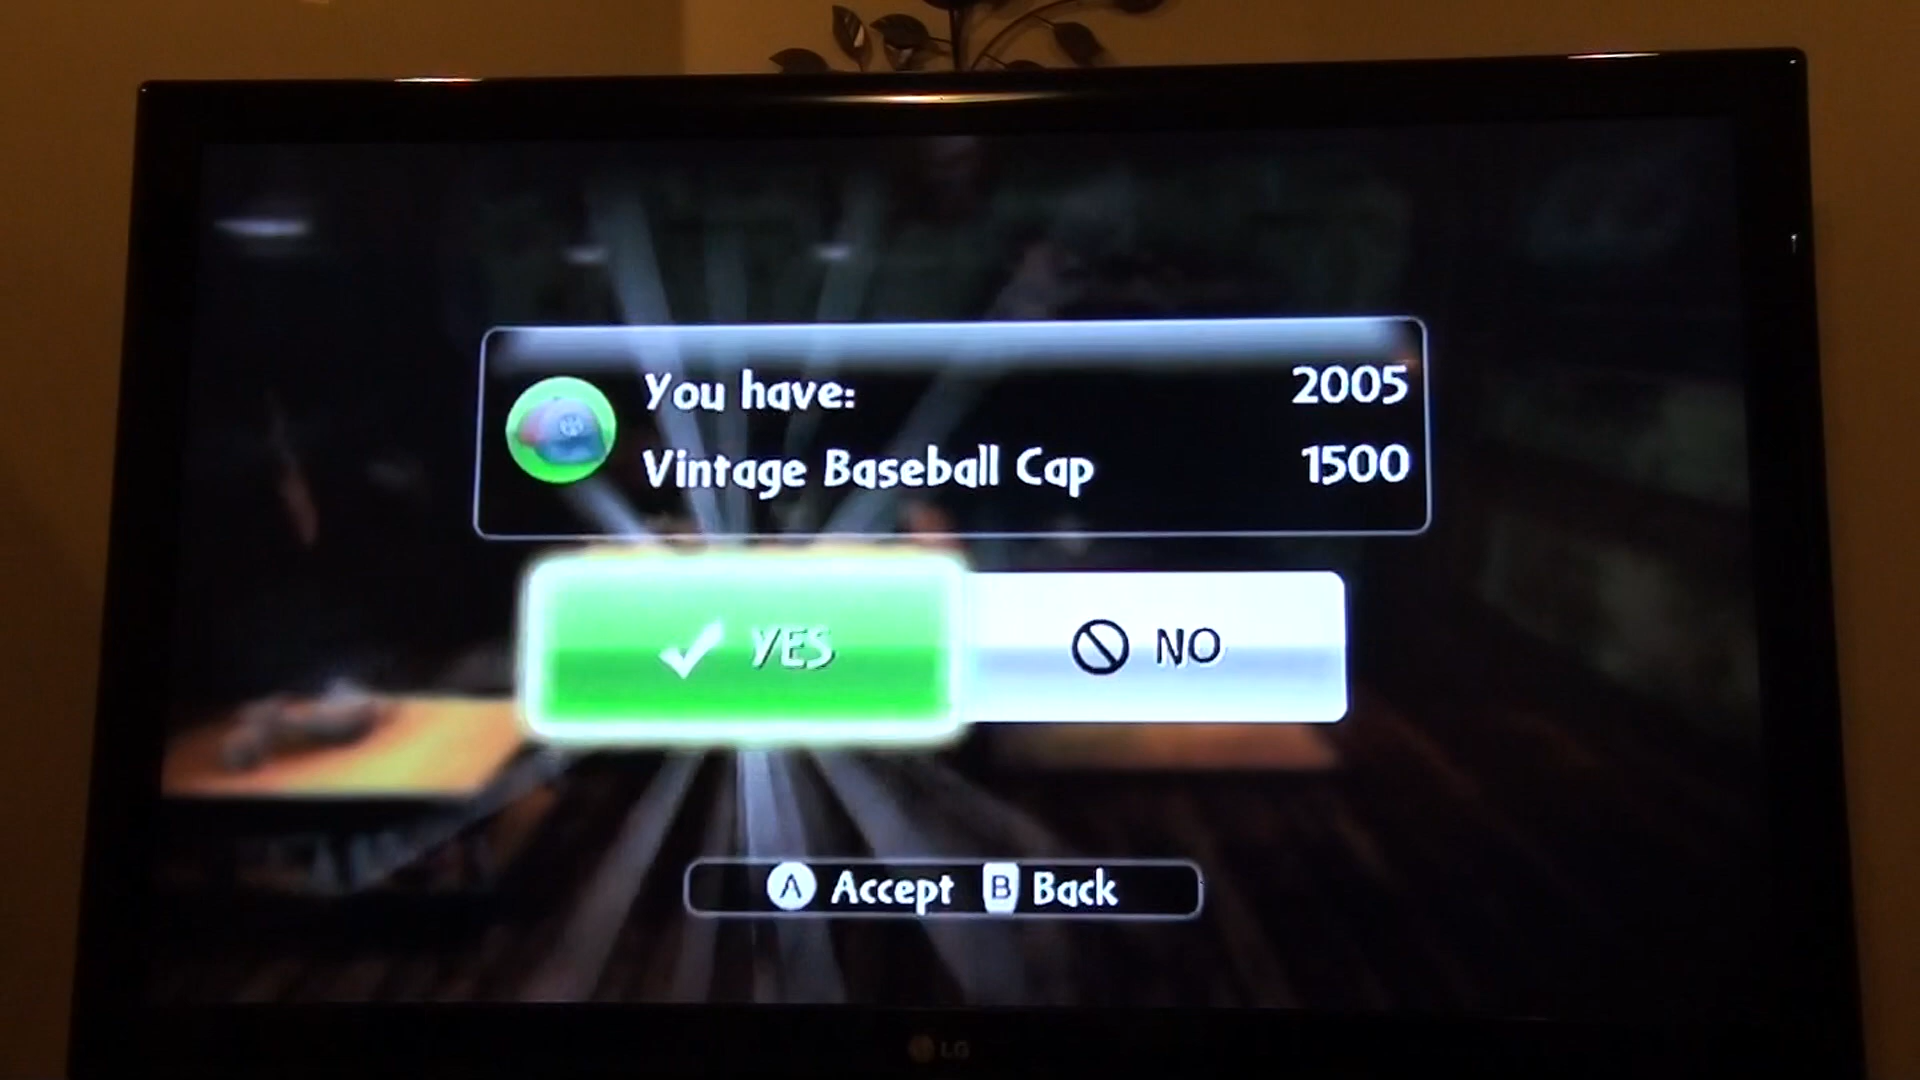 You have: 2005
Vintage Baseball Cap 1500
YES NO
A Accept B Back
LG